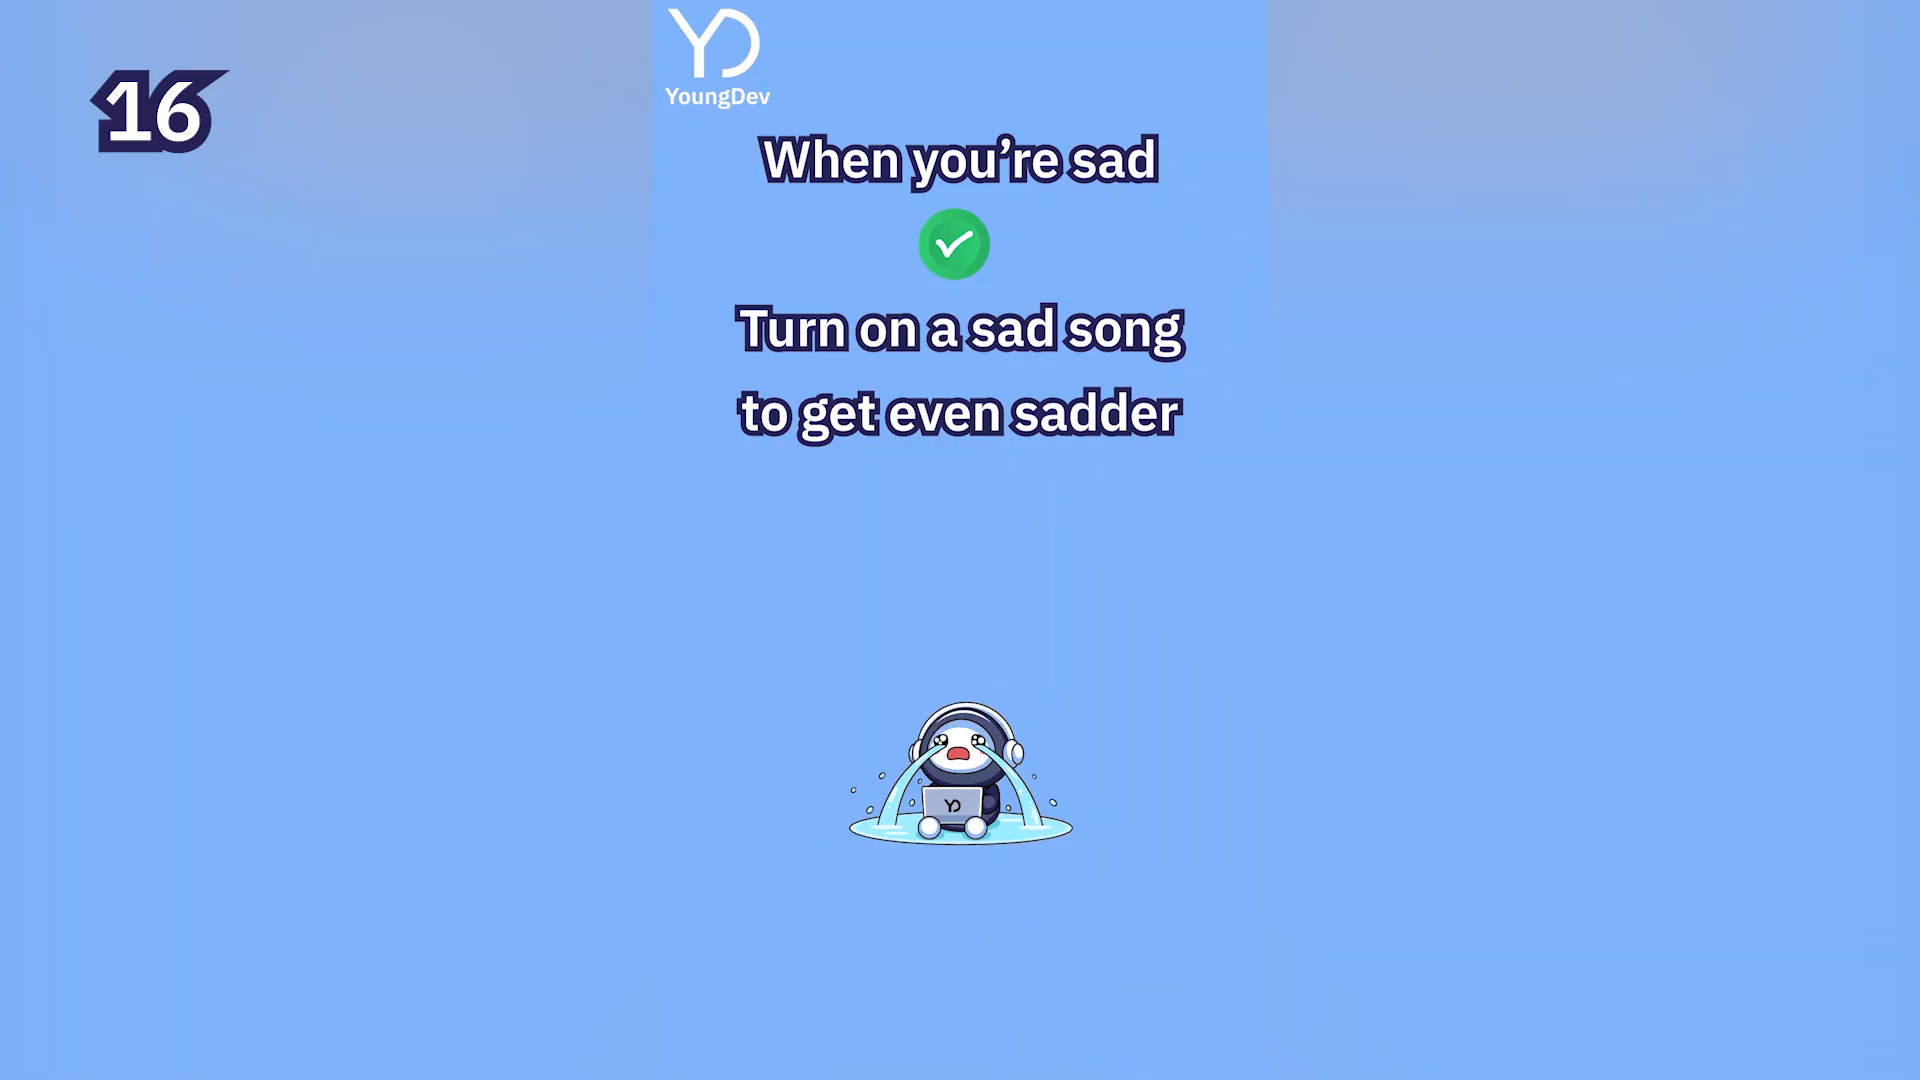 16
YD
YoungDev
When you’re sad
Turn on a sad song
to get even sadder
YD